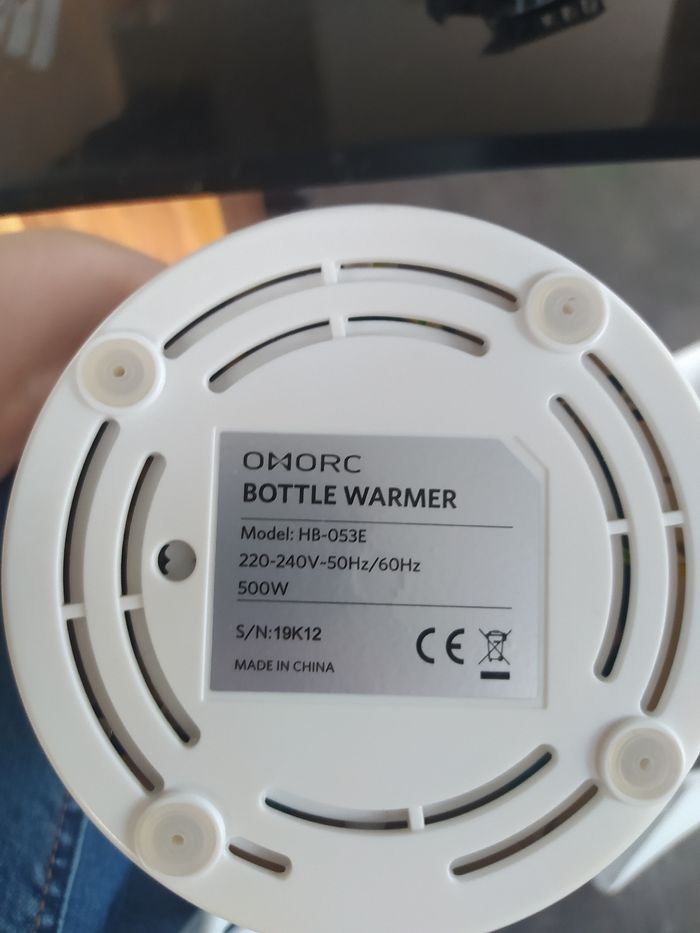 OMORC
BOTTLE WARMER
Model: HB-053E
220-240V~50Hz/60Hz
500W
S/N:19K12
CE
MADE IN CHINA